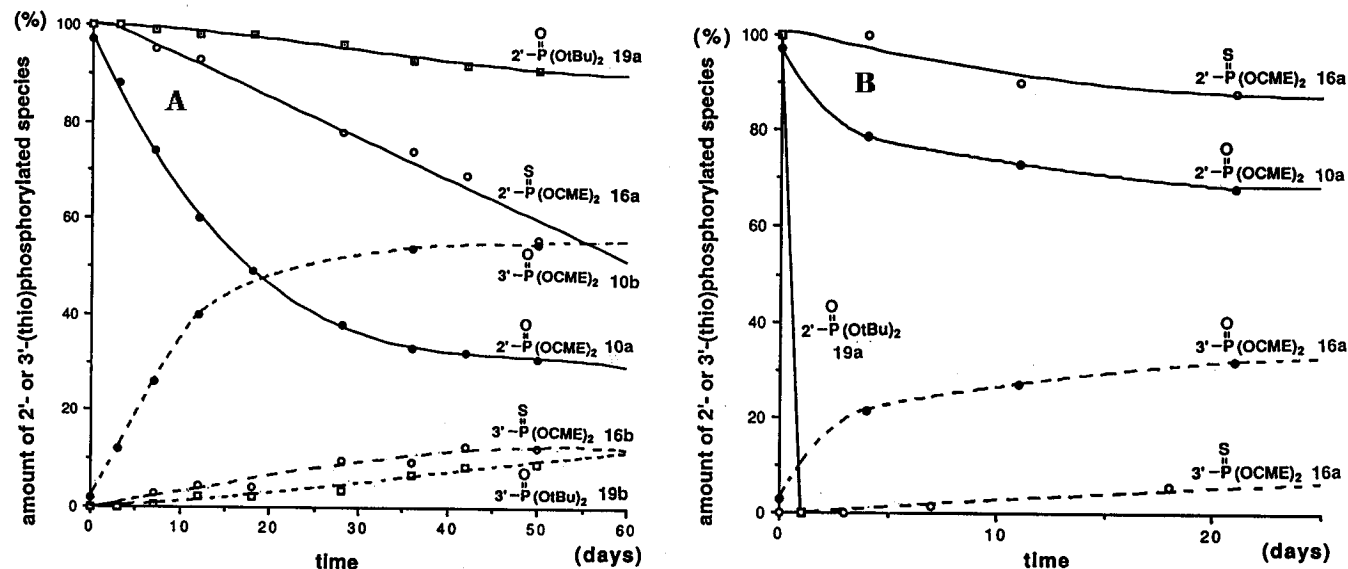 (%)
100
80
60
40
20
0
amount of 2'- or 3'-(thio)phosphorylated species
A
O
2'-P(OtBu)₂ 19a
S
2'-P(OCME)₂ 16a
O
3'-P(OCME)₂ 10b
O
2'-P(OCME)₂ 10a
S
3'-P(OCME)₂ 16b
O
3'-P(OtBu)₂ 19b
0 10 20 30 40 50 60
time (days)
(%)
100
80
60
40
20
0
amount of 2'- or 3'-(thio)phosphorylated species
B
S
2'-P(OCME)₂ 16a
O
2'-P(OCME)₂ 10a
O
2'-P(OtBu)₂
19a
O
3'-P(OCME)₂ 16a
S
3'-P(OCME)₂ 16a
0 10 20
time (days)